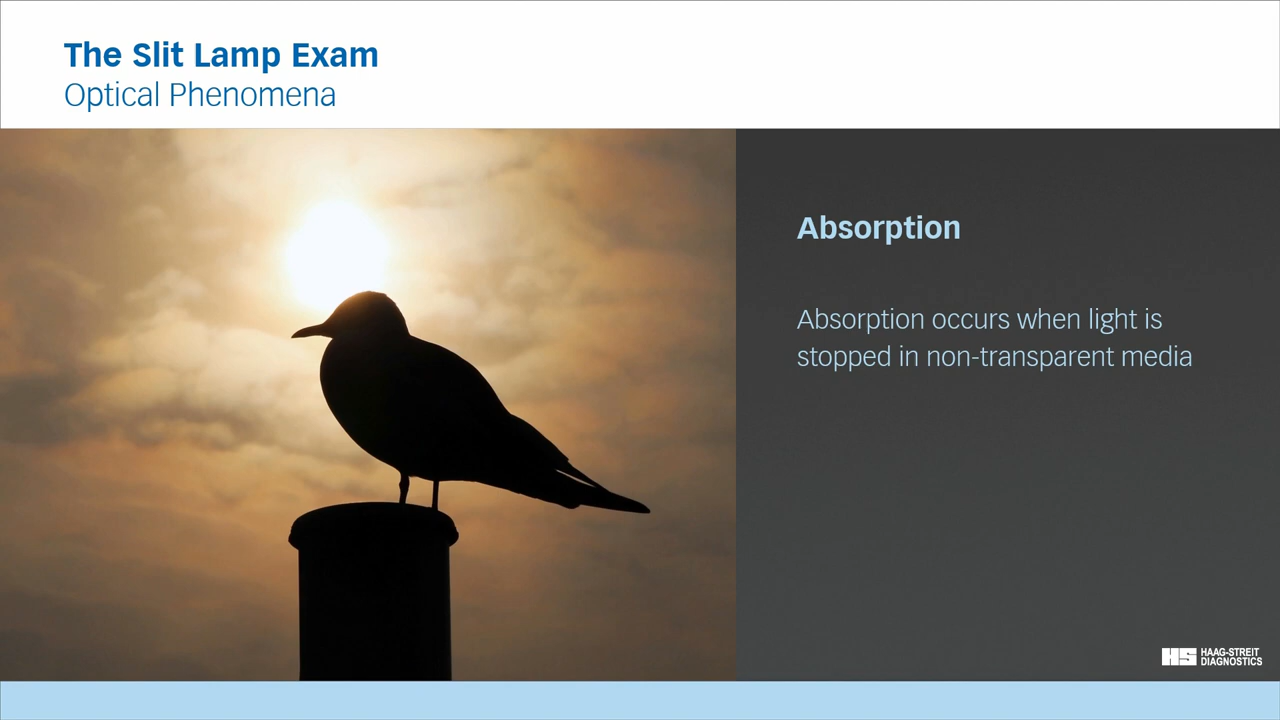 The Slit Lamp Exam
Optical Phenomena
Absorption
Absorption occurs when light is
stopped in non-transparent media
HS HAAG-STREIT
DIAGNOSTICS